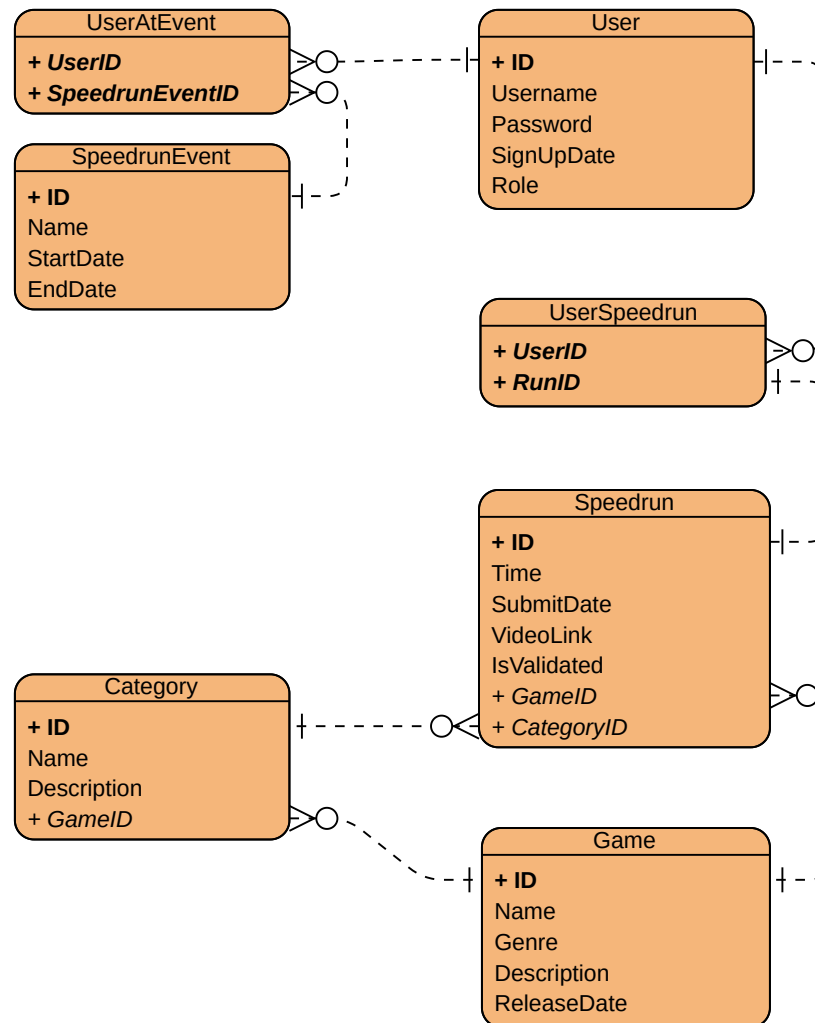 UserAtEvent
+ UserID
+ SpeedrunEventID
SpeedrunEvent
+ ID
Name
StartDate
EndDate
User
+ ID
Username
Password
SignUpDate
Role
UserSpeedrun
+ UserID
+ RunID
Speedrun
+ ID
Time
SubmitDate
VideoLink
IsValidated
+ GameID
+ CategoryID
Category
+ ID
Name
Description
+ GameID
Game
+ ID
Name
Genre
Description
ReleaseDate